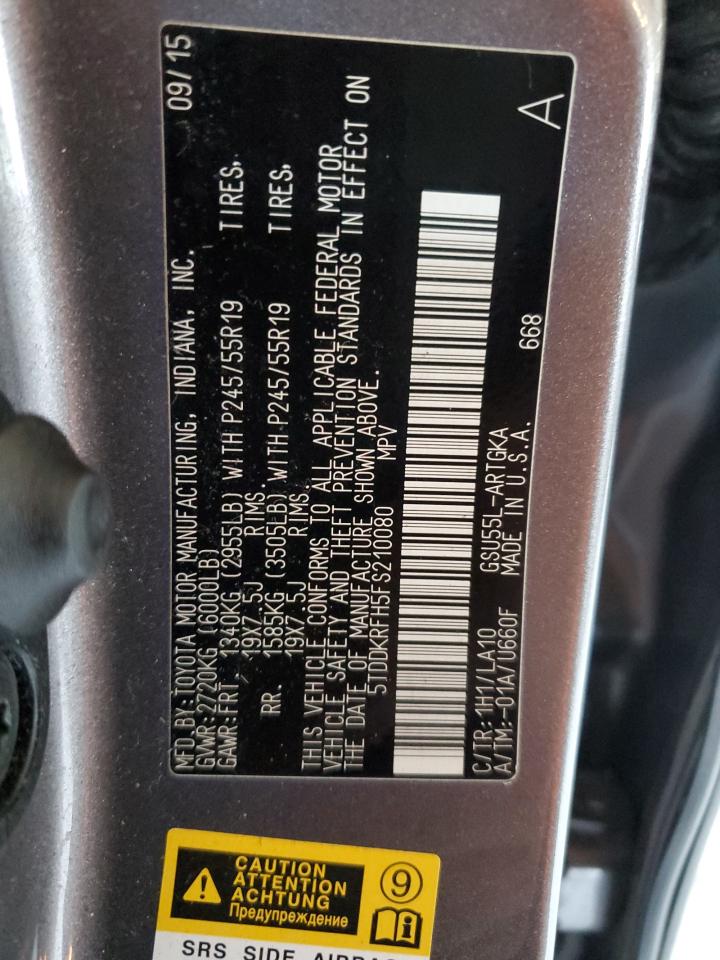 MFD.BY:TOYOTA MOTOR MANUFACTURING, INDIANA, INC. 09/15
GVWR:2720KG (6000LB)
GAWR:FRT 1340KG (2955LB) WITH P245/55R19 TIRES,
19X7.5J RIMS,
RR. 1585KG (3505LB) WITH P245/55R19 TIRES,
19X7.5J RIMS,
THIS VEHICLE CONFORMS TO ALL APPLICABLE FEDERAL MOTOR
VEHICLE SAFETY AND THEFT PREVENTION STANDARDS IN EFFECT ON
THE DATE OF MANUFACTURE SHOWN ABOVE.
5TDDKRFH5FS210080 MPV
C/TR:1H1/LA10 GSU55L-ARTGKA
A/TM:-01A/U660F MADE IN U.S.A. 668
A
CAUTION
ATTENTION
ACHTUNG
Предупреждение
9
SRS SIDE AIRBAG